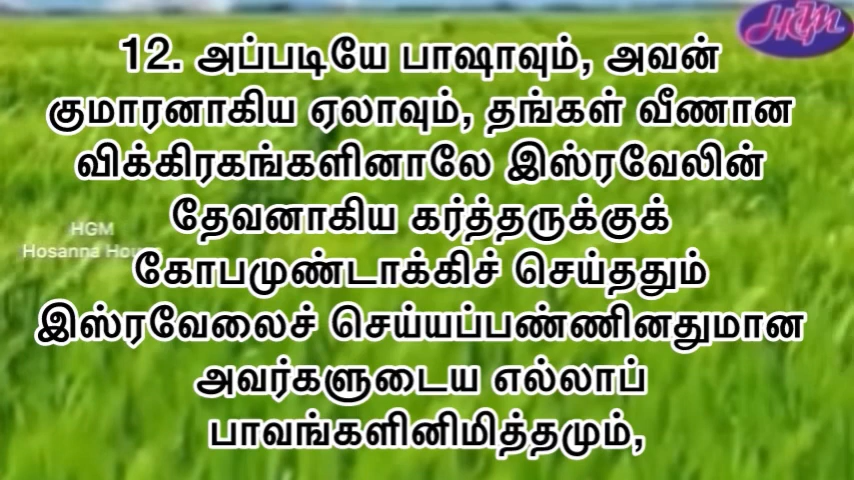 HGM
12. அப்படியே பாஷாவும், அவன்
குமாரனாகிய ஏலாவும், தங்கள் வீணான
விக்கிரகங்களினாலே இஸ்ரவேலின்
தேவனாகிய கர்த்தருக்குக்
HGM
Hosanna
கோபமுண்டாக்கிச் செய்ததும்
இஸ்ரவேலைச் செய்யப்பண்ணினதுமான
அவர்களுடைய எல்லாப்
பாவங்களினிமித்தமும்,